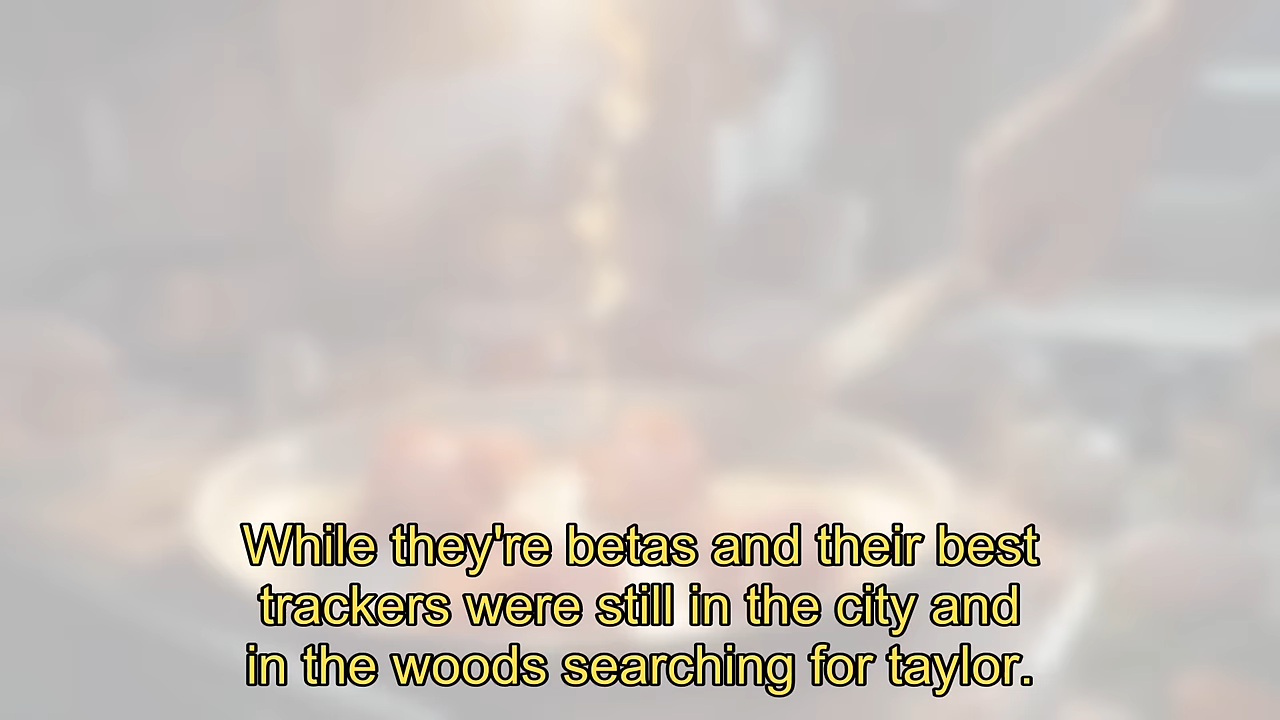 While they're betas and their best
trackers were still in the city and
in the woods searching for taylor.